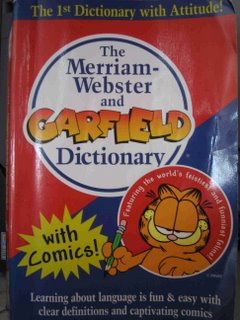 The 1st Dictionary with Attitude!
The
Merriam-
Webster
and
GARFIELD
Dictionary
Featuring the world's feistiest and funniest feline!
with
Comics!
Learning about language is fun & easy with
clear definitions and captivating comics